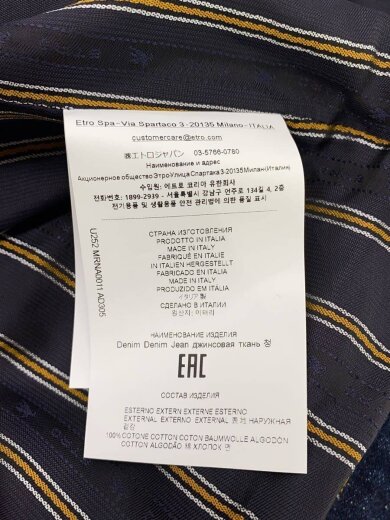 Etro Spa - Via Spartaco 3 - 20135 Milano - ITALIA
customercare@etro.com
㈱エトロジャパン 03-5766-0780
Наименование и адрес
Акционерное общество Этро Улица Спартака 3 20135 Милан (Италия)
수입원: 에트로 코리아 유한회사
전화번호: 1899-2939 - 서울특별시 강남구 언주로 134길 4, 2층
전기용품 및 생활용품 안전 관리법에 의한 품질 표시
СТРАНА ИЗГОТОВЛЕНИЯ
PRODOTTO IN ITALIA
MADE IN ITALY
FABRIQUÉ EN ITALIE
IN ITALIEN HERGESTELLT
FABRICADO EN ITALIA
MADE IN ITALY
PRODUZIDO EM ITALIA
イタリア製
СДЕЛАНО В ИТАЛИИ
원산지: 이태리
НАИМЕНОВАНИЕ ИЗДЕЛИЯ
Denim Denim Jean джинсовая ткань 청
EAC
СОСТАВ ИЗДЕЛИЯ
ESTERNO EXTERN EXTERNE ESTERNO
EXTERNAL EXTERNO EXTERNAL 表地 НАРУЖНАЯ
겉감
100% COTONE COTTON COTON BAUMWOLLE ALGODON
COTTON ALGODÃO 綿 ХЛОПОК 면